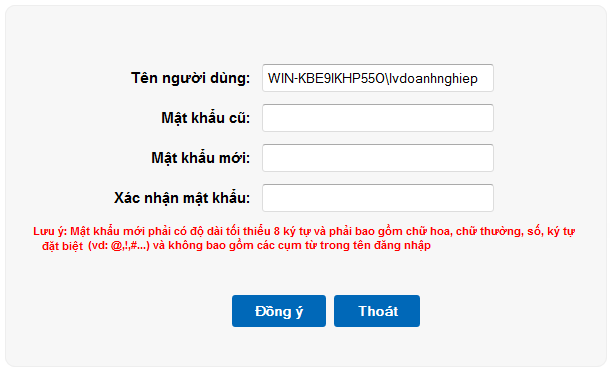 Tên người dùng: WIN-KBE9IKHP55O\lvdoanhnghiep
Mật khẩu cũ:
Mật khẩu mới:
Xác nhận mật khẩu:
Lưu ý: Mật khẩu mới phải có độ dài tối thiểu 8 ký tự và phải bao gồm chữ hoa, chữ thường, số, ký tự
đặt biệt (vd: @,!,#...) và không bao gồm các cụm từ trong tên đăng nhập
Đồng ý Thoát